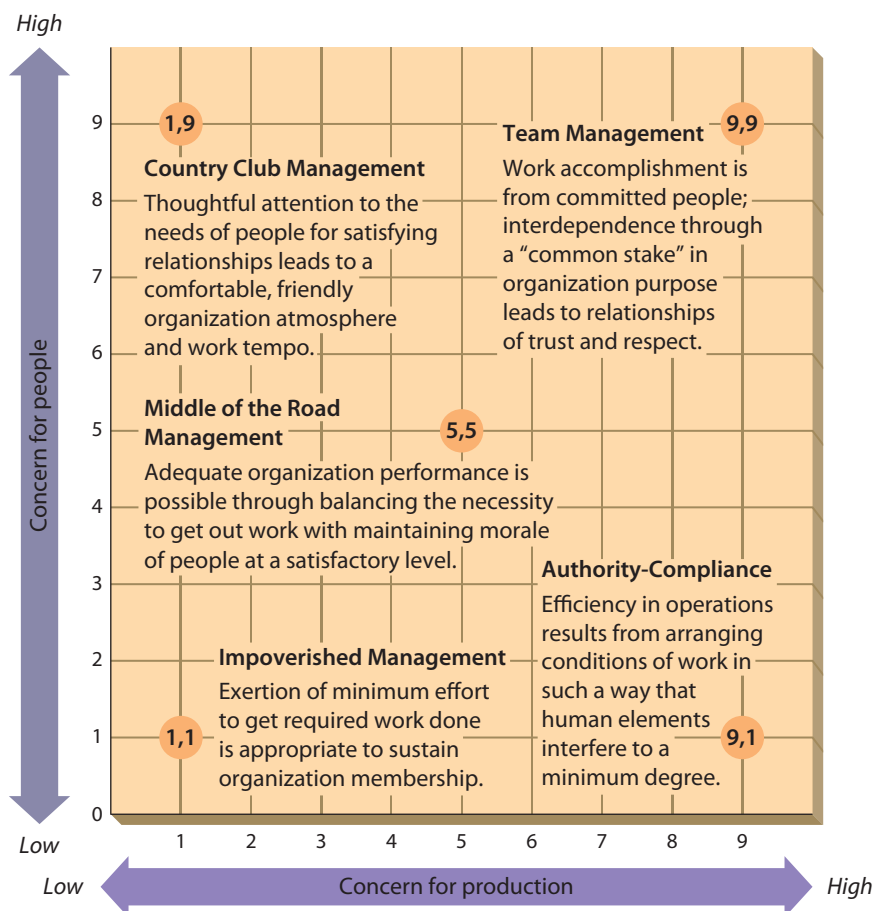 High
9
1,9
9,9
Team Management
Country Club Management
Work accomplishment is
from committed people;
interdependence through
a “common stake” in
organization purpose
leads to relationships
of trust and respect.
8
Thoughtful attention to the
needs of people for satisfying
relationships leads to a
comfortable, friendly
organization atmosphere
and work tempo.
7
6
Concern for people
Middle of the Road
Management
5
5,5
Adequate organization performance is
possible through balancing the necessity
to get out work with maintaining morale
of people at a satisfactory level.
4
3
Authority-Compliance
Efficiency in operations
results from arranging
conditions of work in
such a way that
human elements
interfere to a
minimum degree.
2
Impoverished Management
Exertion of minimum effort
to get required work done
is appropriate to sustain
organization membership.
1
1,1
9,1
0
Low
1 2 3 4 5 6 7 8 9
Low
Concern for production
High